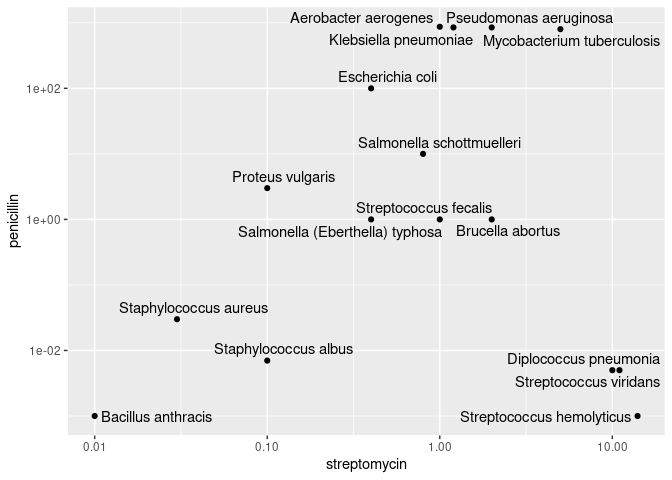 Aerobacter aerogenes
Pseudomonas aeruginosa
Klebsiella pneumoniae
Mycobacterium tuberculosis
1e+02
Escherichia coli
Salmonella schottmuelleri
Proteus vulgaris
penicillin
1e+00
Streptococcus fecalis
Salmonella (Eberthella) typhosa
Brucella abortus
Staphylococcus aureus
1e-02
Staphylococcus albus
Diplococcus pneumonia
Streptococcus viridans
Bacillus anthracis
Streptococcus hemolyticus
0.01
0.10
1.00
10.00
streptomycin